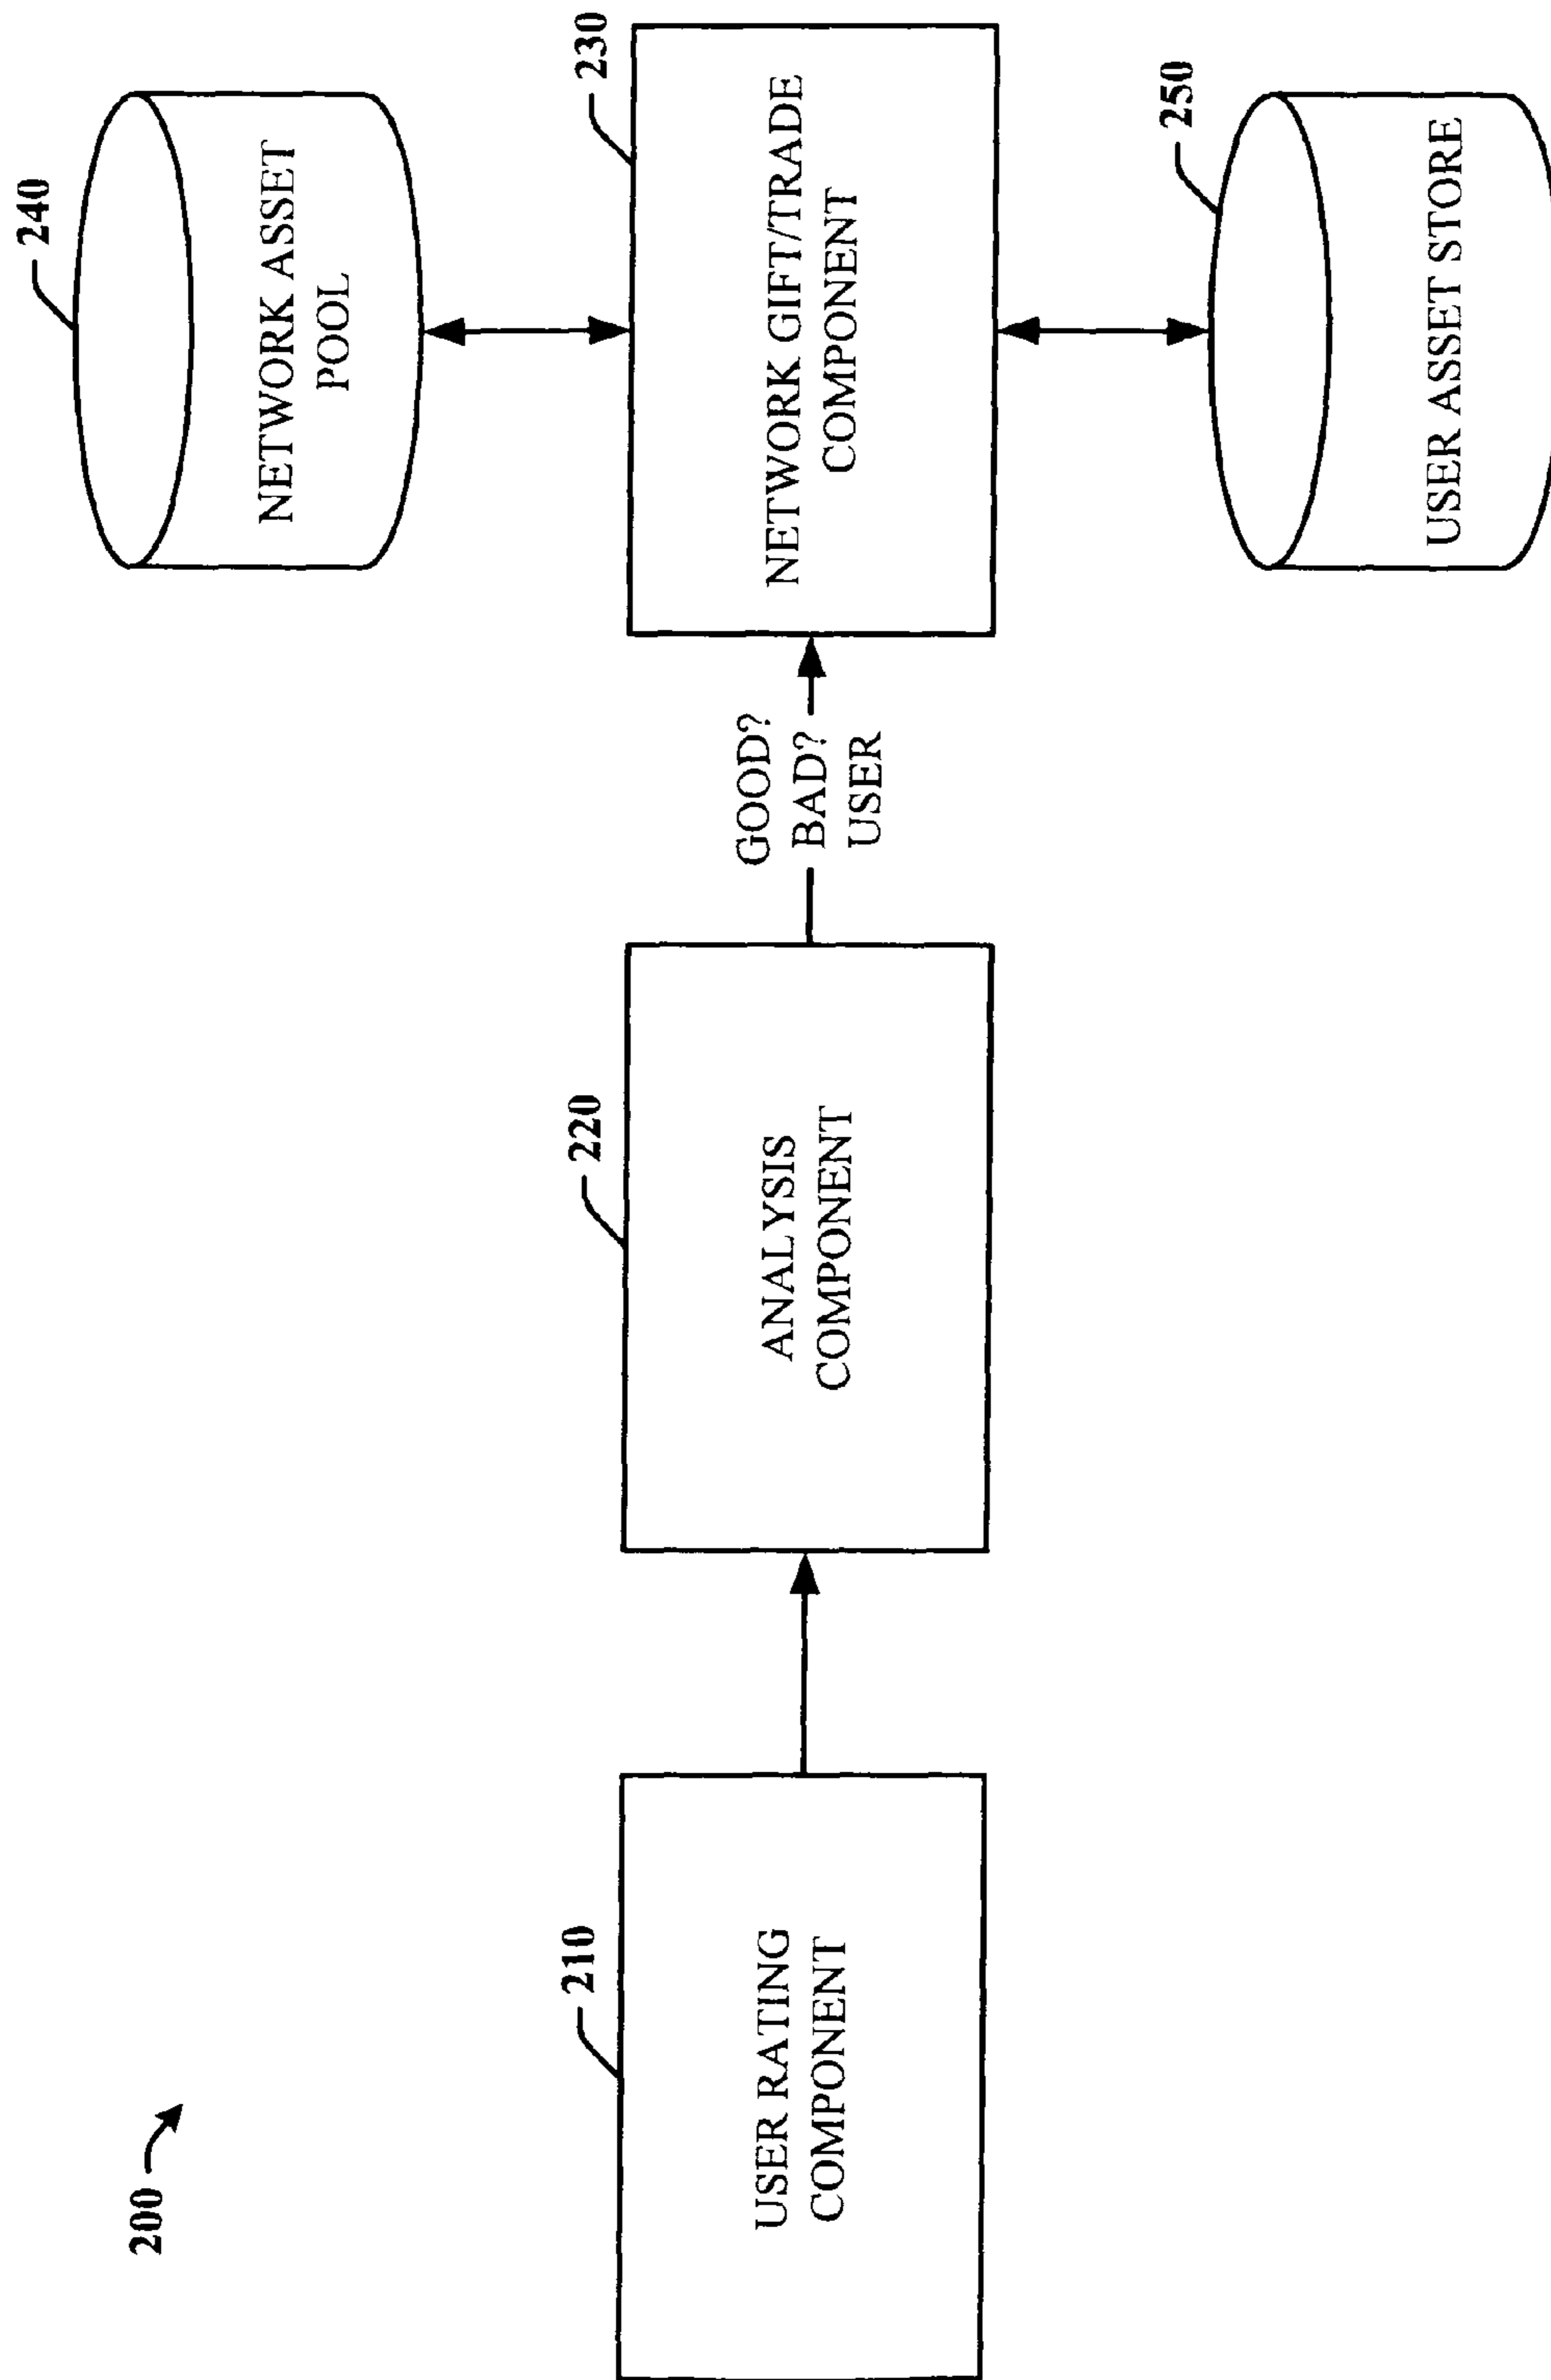 200
210
USER RATING
COMPONENT
220
ANALYSIS
COMPONENT
GOOD?
BAD?
USER
230
NETWORK GIFT/TRADE
COMPONENT
240
NETWORK ASSET
POOL
250
USER ASSET STORE